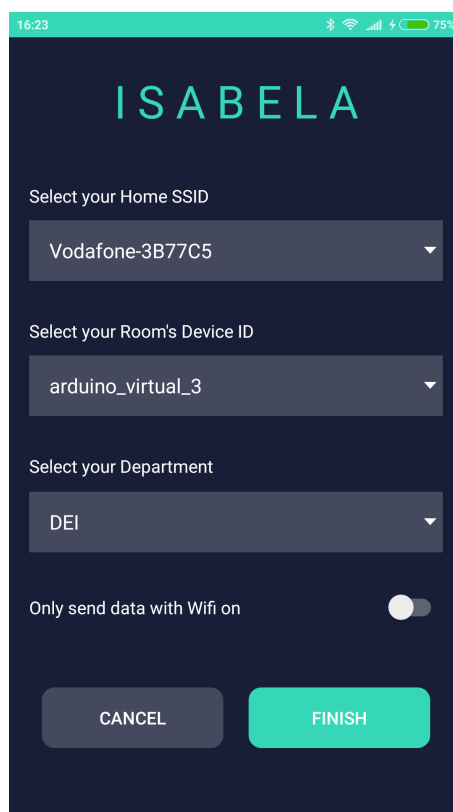 16:23 75%
I S A B E L A
Select your Home SSID
Vodafone-3B77C5
Select your Room's Device ID
arduino_virtual_3
Select your Department
DEI
Only send data with Wifi on
CANCEL FINISH